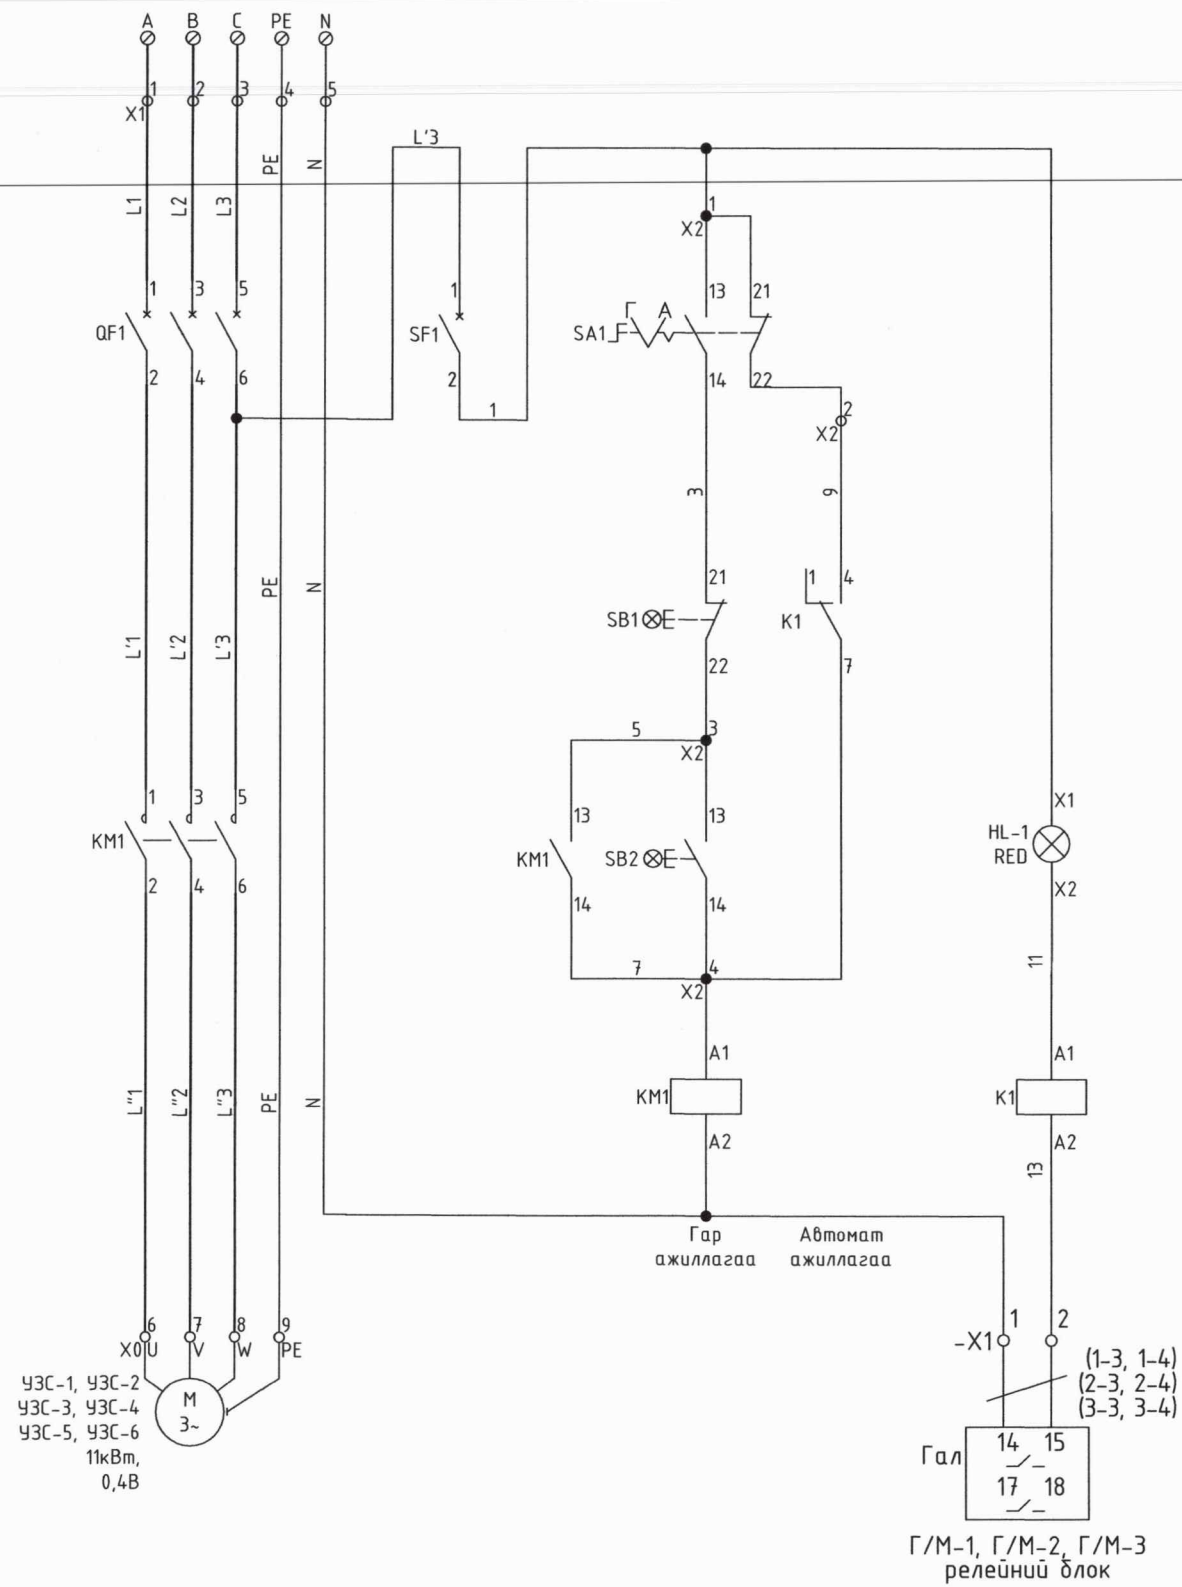 A B C PE N
1 2 3 4 5
X1
L'3
PE N
L1 L2 L3
1
X2
1 3 5 1 13 21
QF1 SF1 SA1 Г А
2 4 6 2 14 22
1
2
X2
3 9
21 1 4
PE N
SB1 K1
L'1 L'2 L'3
22 7
5 3
X2
1 3 5 13 13 X1
KM1 KM1 SB2 HL-1
RED
2 4 6 14 14 X2
7 4 11
X2
A1 A1
L"1 L"2 L"3 PE N KM1 K1
A2 A2
13
Гар Автомат
ажиллагаа ажиллагаа
6 7 8 9 1 2
X0 U V W PE -X1
(1-3, 1-4)
УЗС-1, УЗС-2 (2-3, 2-4)
УЗС-3, УЗС-4 M (3-3, 3-4)
УЗС-5, УЗС-6 3~
11кВт, Гал 14 15
0,4В 17 18
Г/М-1, Г/М-2, Г/М-3
релейний блок